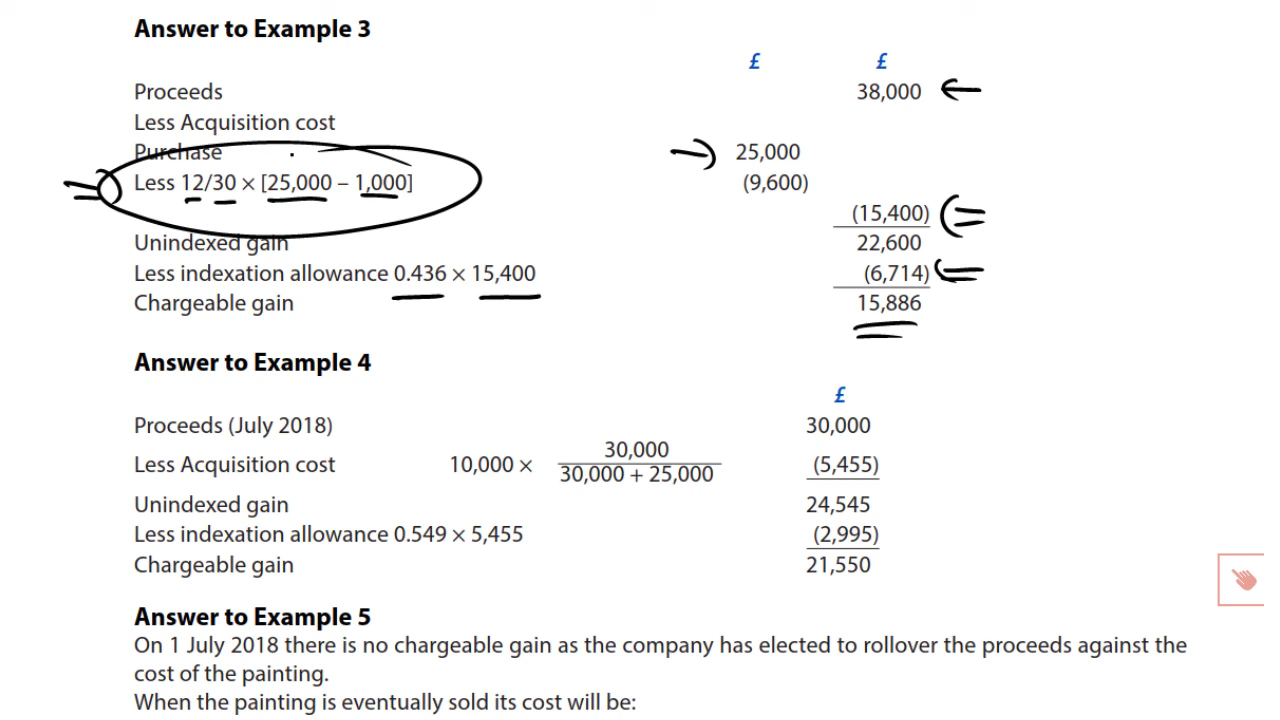 Answer to Example 3
£ £
Proceeds 38,000
Less Acquisition cost
Purchase 25,000
Less 12/30 × [25,000 – 1,000] (9,600)
(15,400)
Unindexed gain 22,600
Less indexation allowance 0.436 × 15,400 (6,714)
Chargeable gain 15,886
Answer to Example 4
£
Proceeds (July 2018) 30,000
30,000
Less Acquisition cost 10,000 × (5,455)
30,000 + 25,000
Unindexed gain 24,545
Less indexation allowance 0.549 × 5,455 (2,995)
Chargeable gain 21,550
Answer to Example 5
On 1 July 2018 there is no chargeable gain as the company has elected to rollover the proceeds against the
cost of the painting.
When the painting is eventually sold its cost will be: